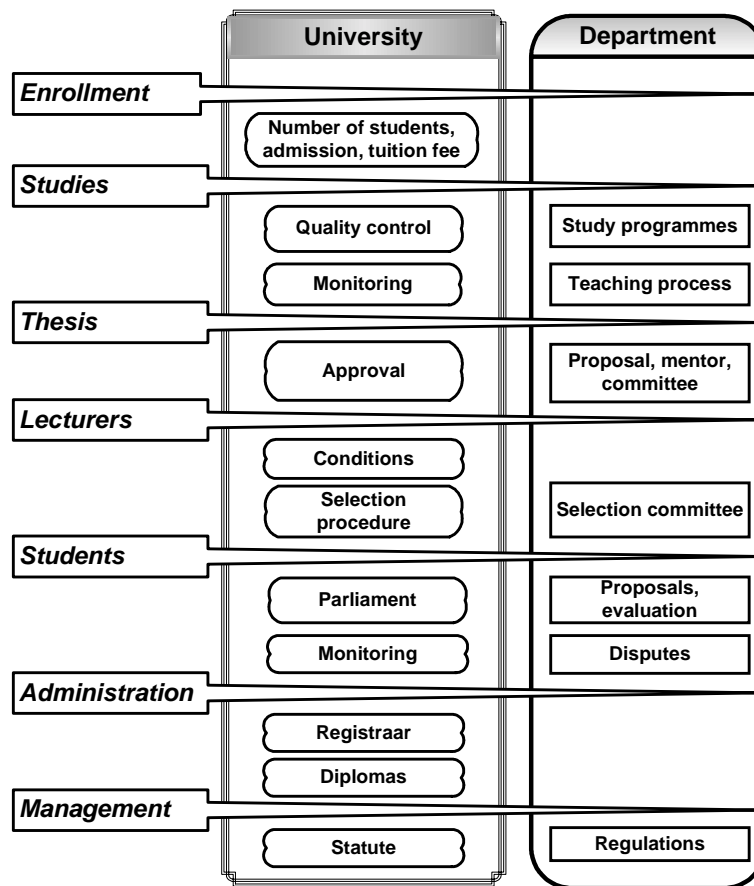 University
Department
Enrollment
Number of students,
admission, tuition fee
Studies
Quality control
Study programmes
Monitoring
Teaching process
Thesis
Approval
Proposal, mentor,
committee
Lecturers
Conditions
Selection
procedure
Selection committee
Students
Parliament
Proposals,
evaluation
Monitoring
Disputes
Administration
Registraar
Diplomas
Management
Statute
Regulations